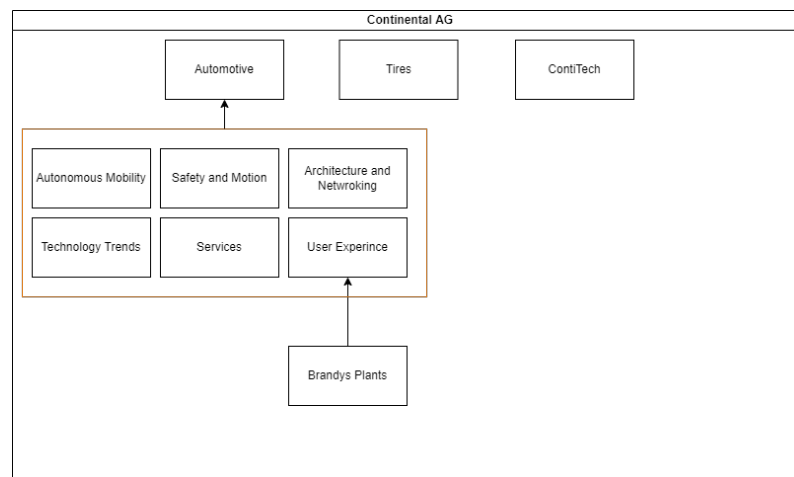 Continental AG
Automotive
Tires
ContiTech
Autonomous Mobility
Safety and Motion
Architecture and
Netwroking
Technology Trends
Services
User Experince
Brandys Plants